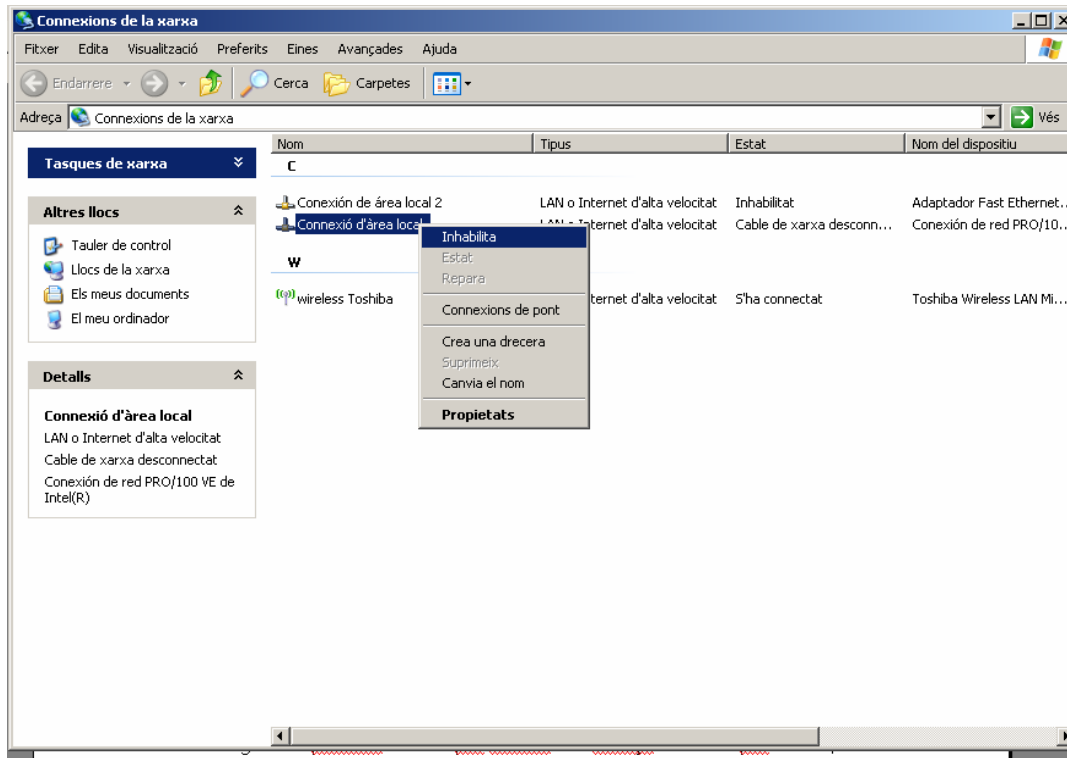 Connexions de la xarxa
Fitxer Edita Visualització Preferits Eines Avançades Ajuda
Endarrere Cerca Carpetes
Adreça Connexions de la xarxa Vés
Tasques de xarxa
Altres llocs
Tauler de control
Llocs de la xarxa
Els meus documents
El meu ordinador
Detalls
Connexió d'àrea local
LAN o Internet d'alta velocitat
Cable de xarxa desconnectat
Conexión de red PRO/100 VE de
Intel(R)
Nom Tipus Estat Nom del dispositiu
C
Conexión de área local 2 LAN o Internet d'alta velocitat Inhabilitat Adaptador Fast Ethernet...
Connexió d'àrea local LAN o Internet d'alta velocitat Cable de xarxa desconn... Conexión de red PRO/10...
W
wireless Toshiba ternet d'alta velocitat S'ha connectat Toshiba Wireless LAN Mi...
Inhabilita
Estat
Repara
Connexions de pont
Crea una drecera
Suprimeix
Canvia el nom
Propietats